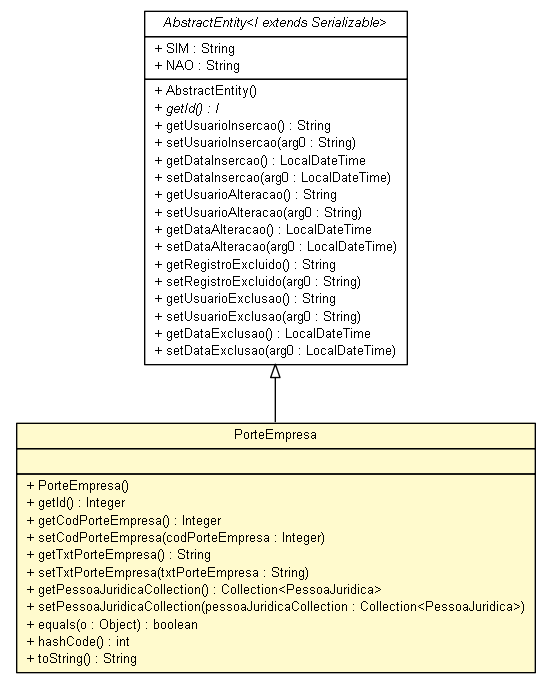 AbstractEntity<I extends Serializable>
+ SIM : String
+ NAO : String
+ AbstractEntity()
+ getId() : I
+ getUsuarioInsercao() : String
+ setUsuarioInsercao(arg0 : String)
+ getDataInsercao() : LocalDateTime
+ setDataInsercao(arg0 : LocalDateTime)
+ getUsuarioAlteracao() : String
+ setUsuarioAlteracao(arg0 : String)
+ getDataAlteracao() : LocalDateTime
+ setDataAlteracao(arg0 : LocalDateTime)
+ getRegistroExcluido() : String
+ setRegistroExcluido(arg0 : String)
+ getUsuarioExclusao() : String
+ setUsuarioExclusao(arg0 : String)
+ getDataExclusao() : LocalDateTime
+ setDataExclusao(arg0 : LocalDateTime)
PorteEmpresa
+ PorteEmpresa()
+ getId() : Integer
+ getCodPorteEmpresa() : Integer
+ setCodPorteEmpresa(codPorteEmpresa : Integer)
+ getTxtPorteEmpresa() : String
+ setTxtPorteEmpresa(txtPorteEmpresa : String)
+ getPessoaJuridicaCollection() : Collection<PessoaJuridica>
+ setPessoaJuridicaCollection(pessoaJuridicaCollection : Collection<PessoaJuridica>)
+ equals(o : Object) : boolean
+ hashCode() : int
+ toString() : String